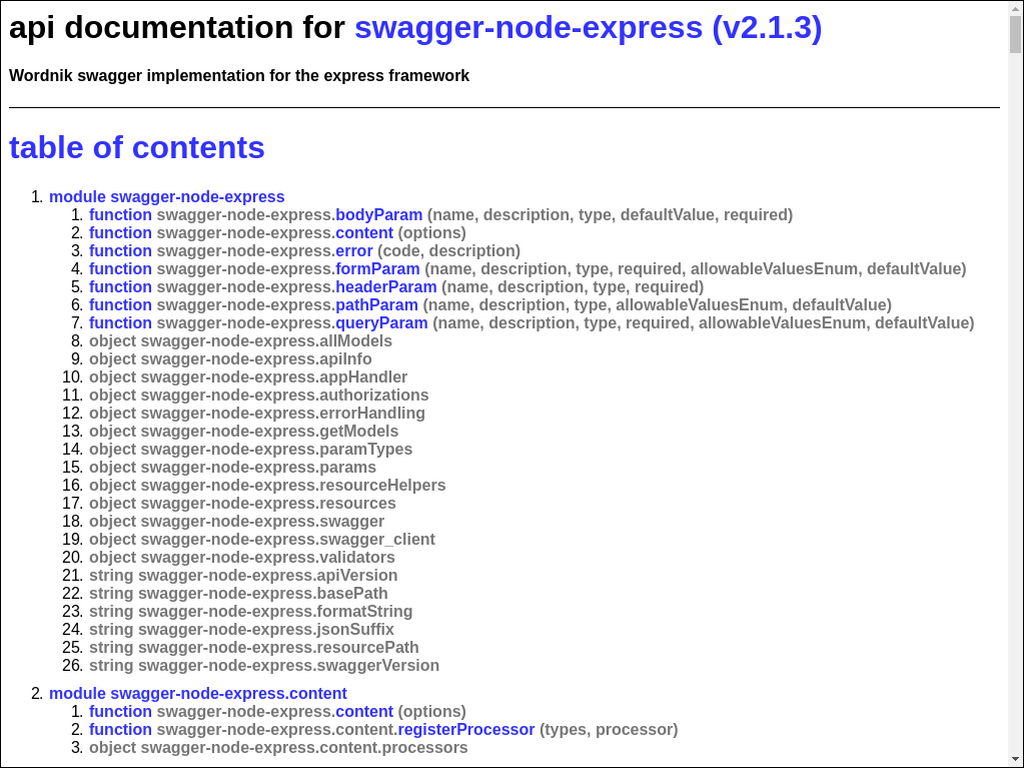 api documentation for swagger-node-express (v2.1.3)
Wordnik swagger implementation for the express framework
table of contents
1. module swagger-node-express
1. function swagger-node-express.bodyParam (name, description, type, defaultValue, required)
2. function swagger-node-express.content (options)
3. function swagger-node-express.error (code, description)
4. function swagger-node-express.formParam (name, description, type, required, allowableValuesEnum, defaultValue)
5. function swagger-node-express.headerParam (name, description, type, required)
6. function swagger-node-express.pathParam (name, description, type, allowableValuesEnum, defaultValue)
7. function swagger-node-express.queryParam (name, description, type, required, allowableValuesEnum, defaultValue)
8. object swagger-node-express.allModels
9. object swagger-node-express.apiInfo
10. object swagger-node-express.appHandler
11. object swagger-node-express.authorizations
12. object swagger-node-express.errorHandling
13. object swagger-node-express.getModels
14. object swagger-node-express.paramTypes
15. object swagger-node-express.params
16. object swagger-node-express.resourceHelpers
17. object swagger-node-express.resources
18. object swagger-node-express.swagger
19. object swagger-node-express.swagger_client
20. object swagger-node-express.validators
21. string swagger-node-express.apiVersion
22. string swagger-node-express.basePath
23. string swagger-node-express.formatString
24. string swagger-node-express.jsonSuffix
25. string swagger-node-express.resourcePath
26. string swagger-node-express.swaggerVersion
2. module swagger-node-express.content
1. function swagger-node-express.content (options)
2. function swagger-node-express.content.registerProcessor (types, processor)
3. object swagger-node-express.content.processors